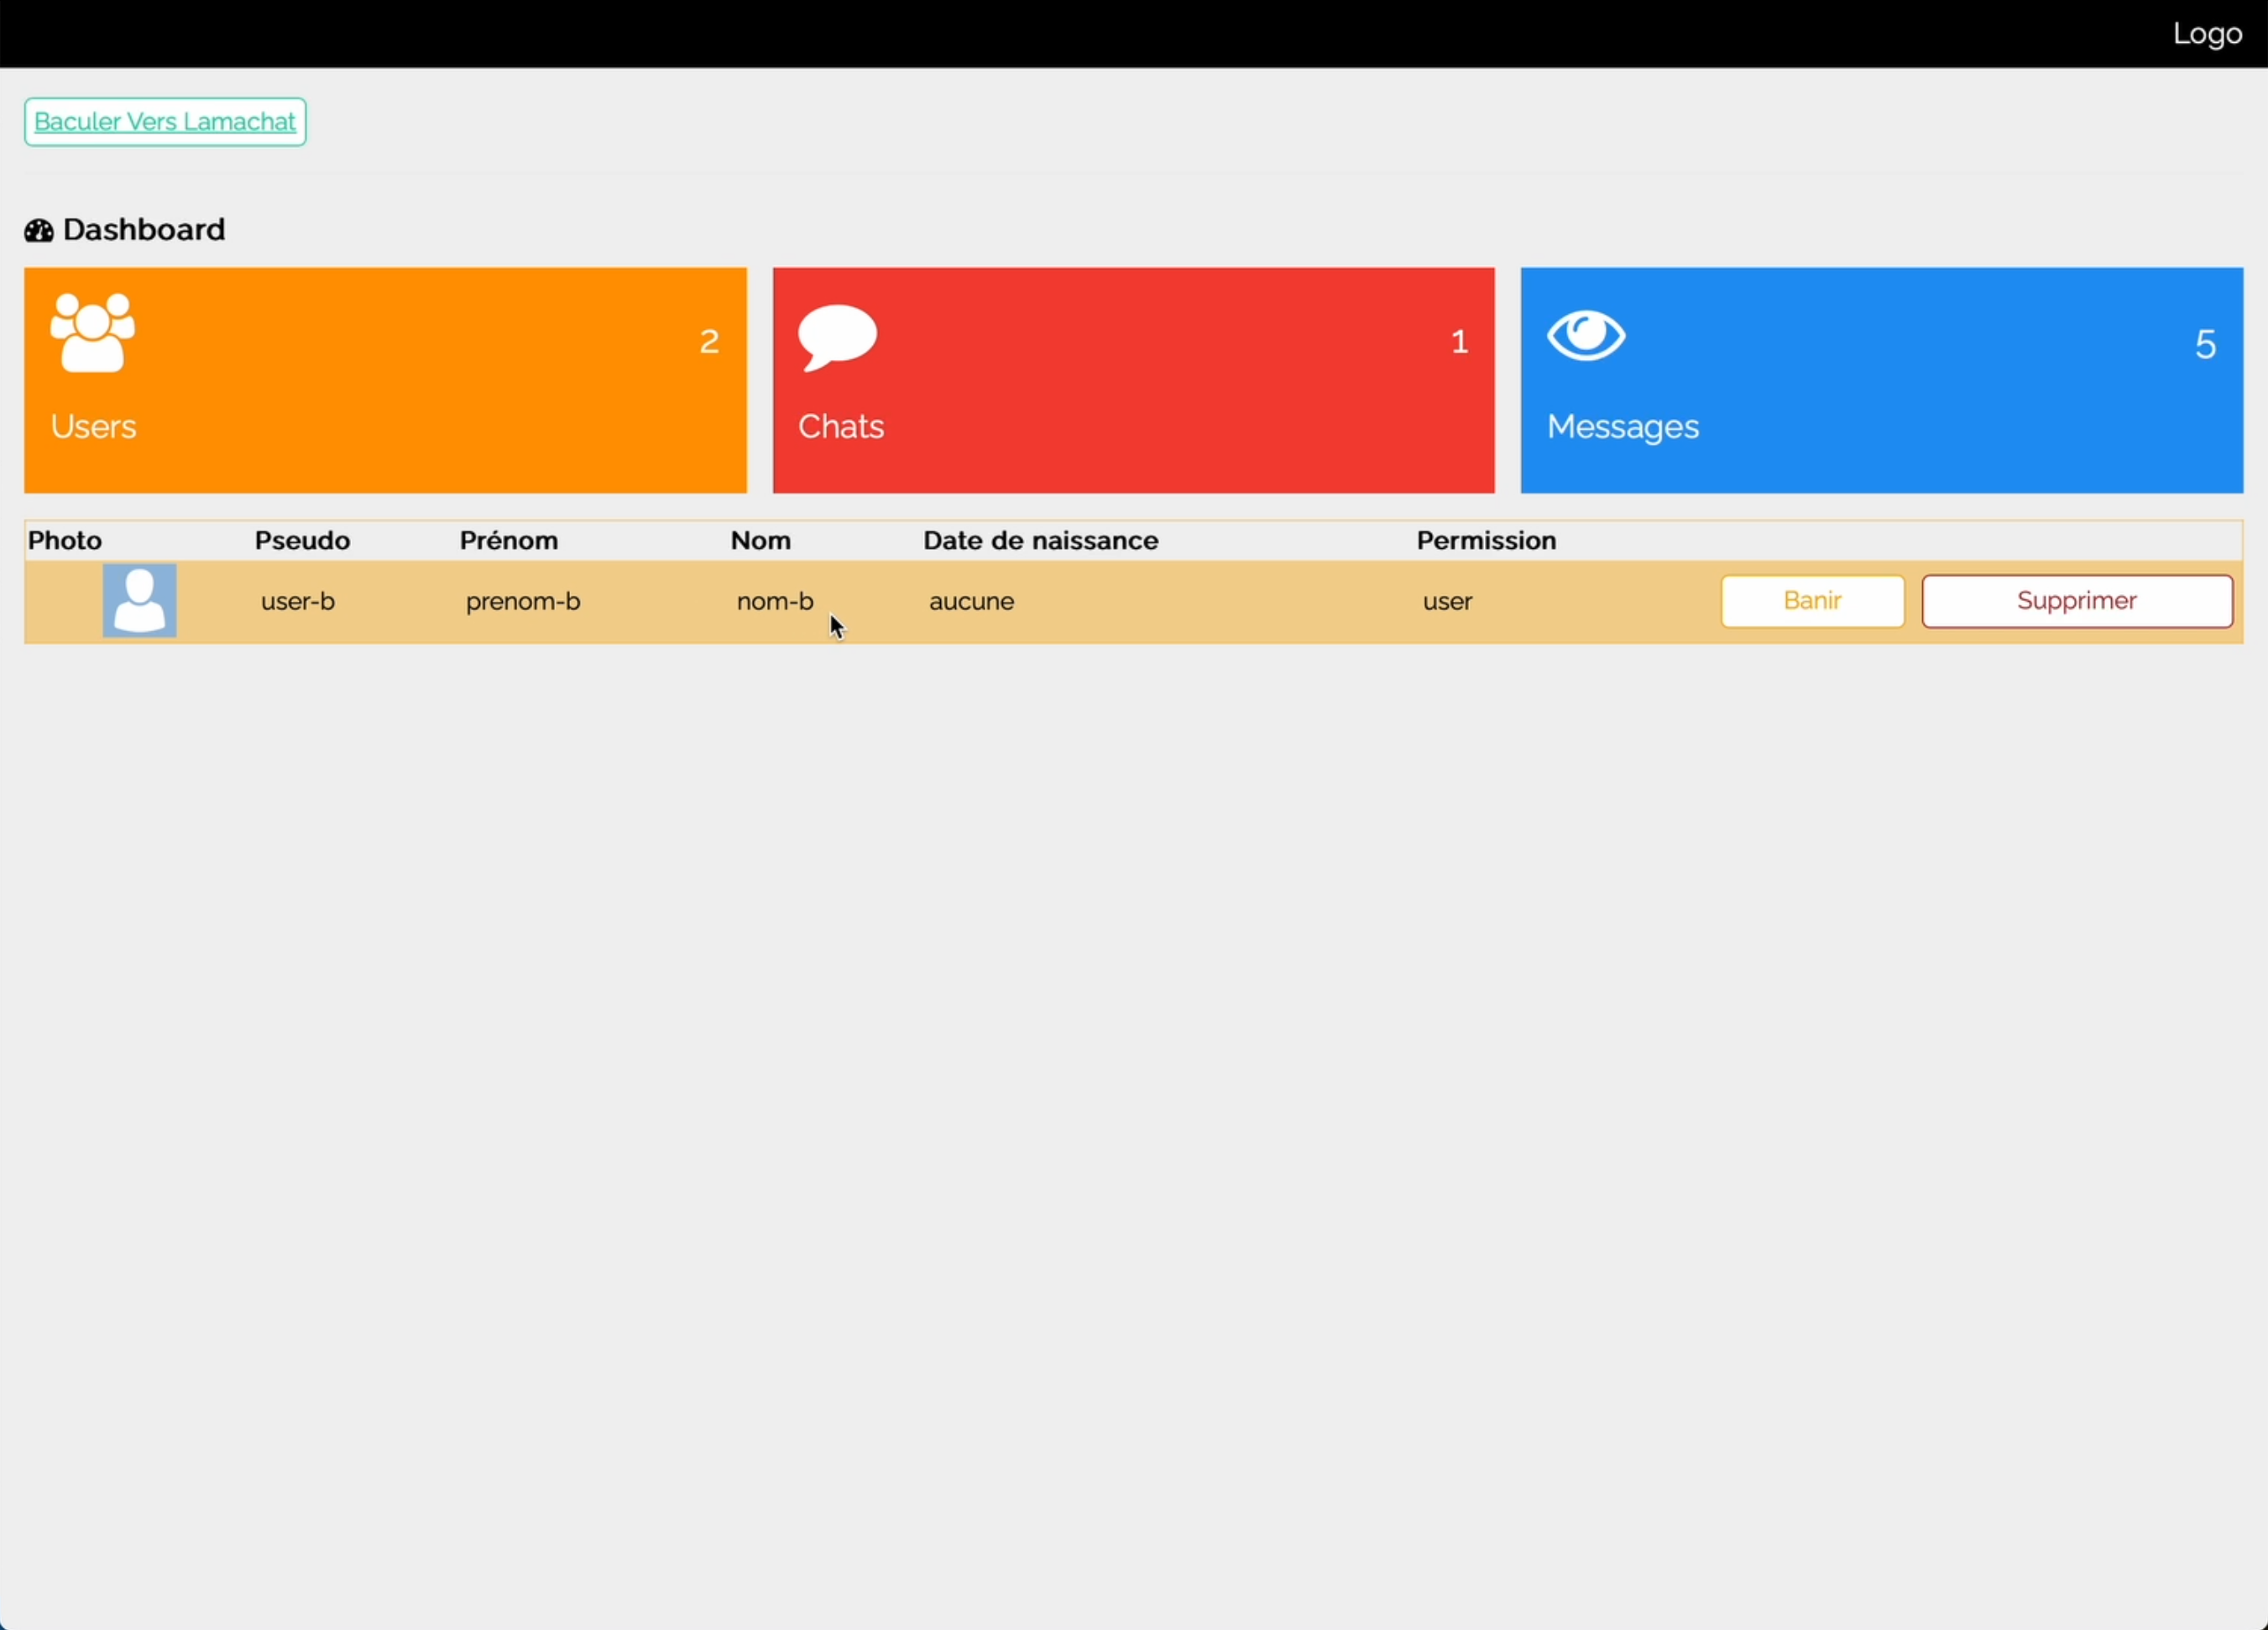 Logo
Baculer Vers Lamachat
Dashboard
2
Users
1
Chats
5
Messages
Photo Pseudo Prénom Nom Date de naissance Permission
user-b prenom-b nom-b aucune user Banir Supprimer